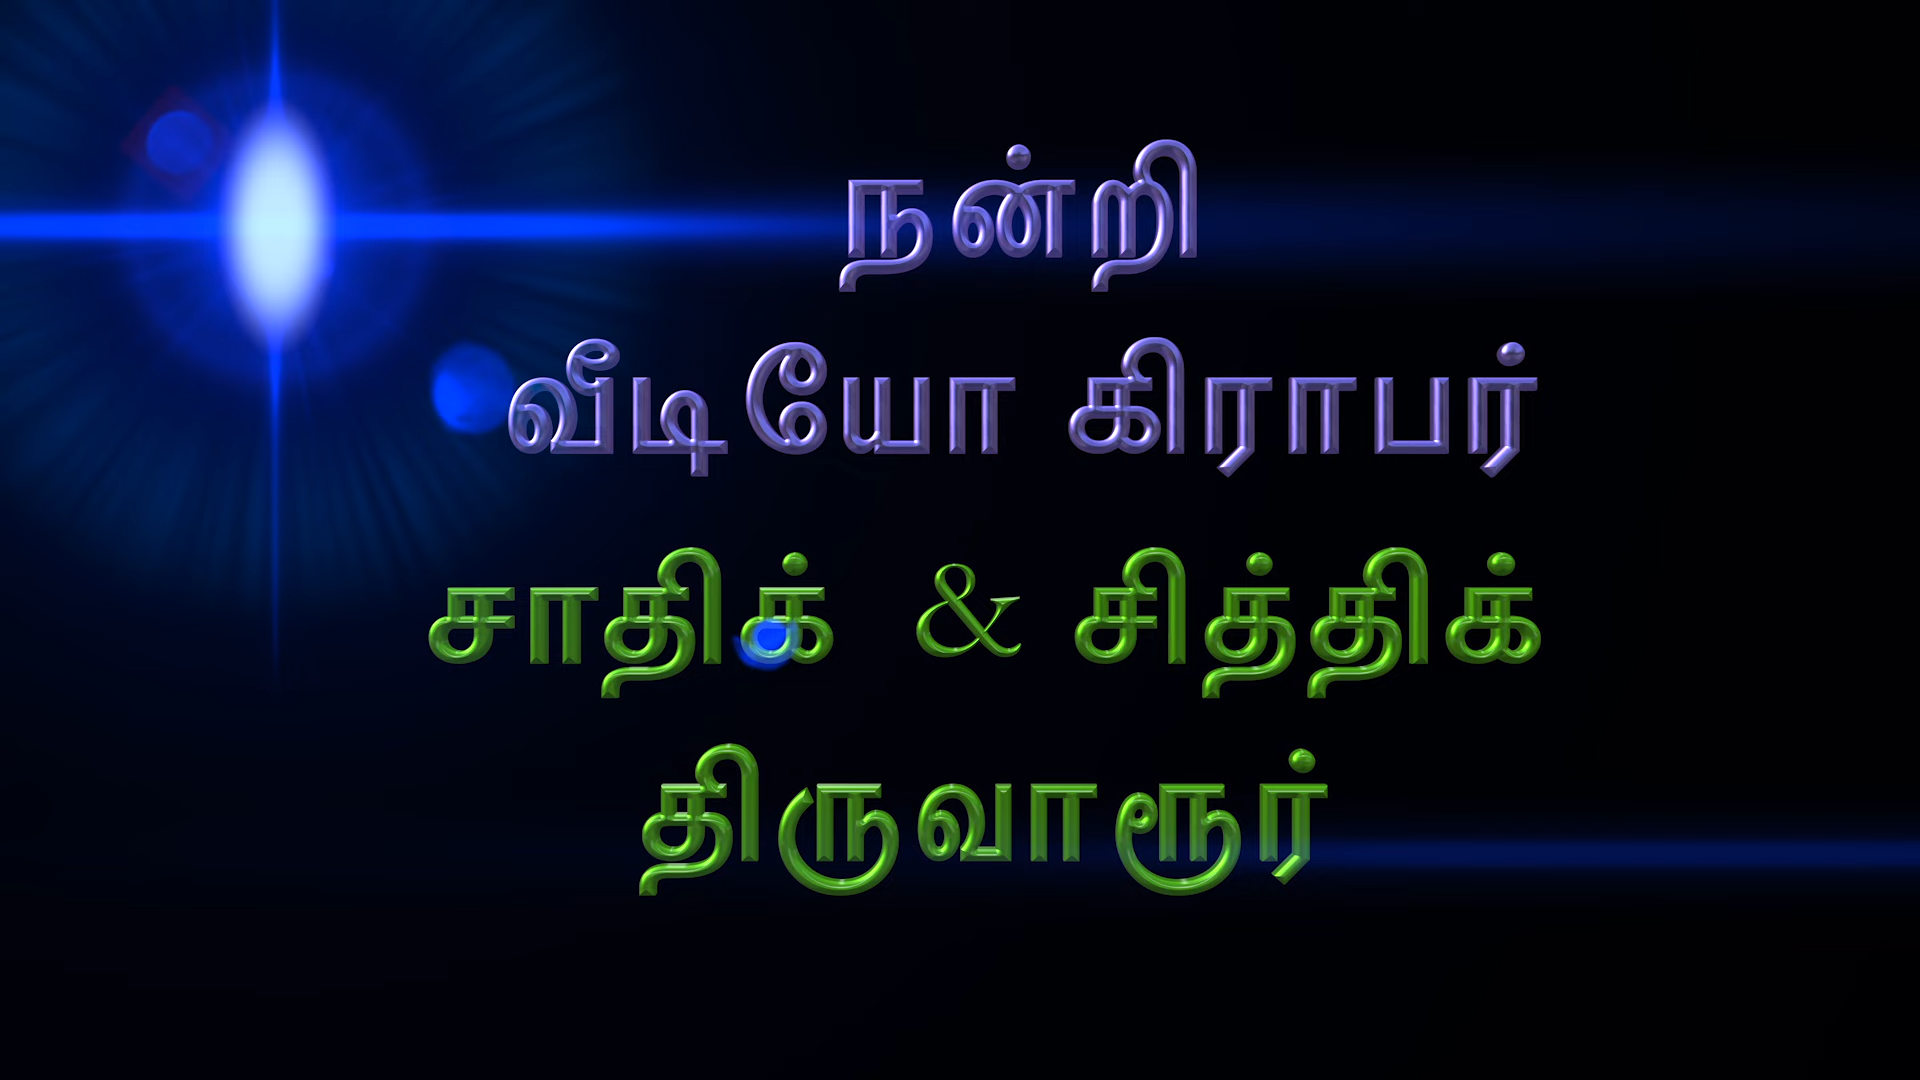 நன்றி
வீடியோ கிராபர்
சாதிக் & சித்திக்
திருவாரூர்